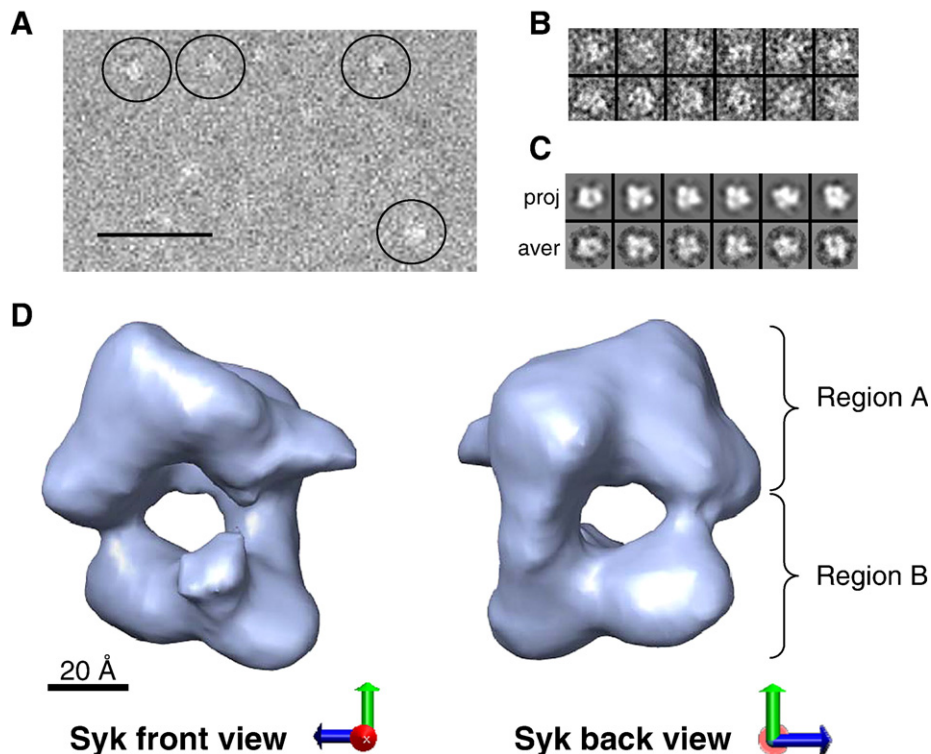 A
B
C
proj
aver
D
Region A
Region B
20 Å
x
Syk front view
Syk back view